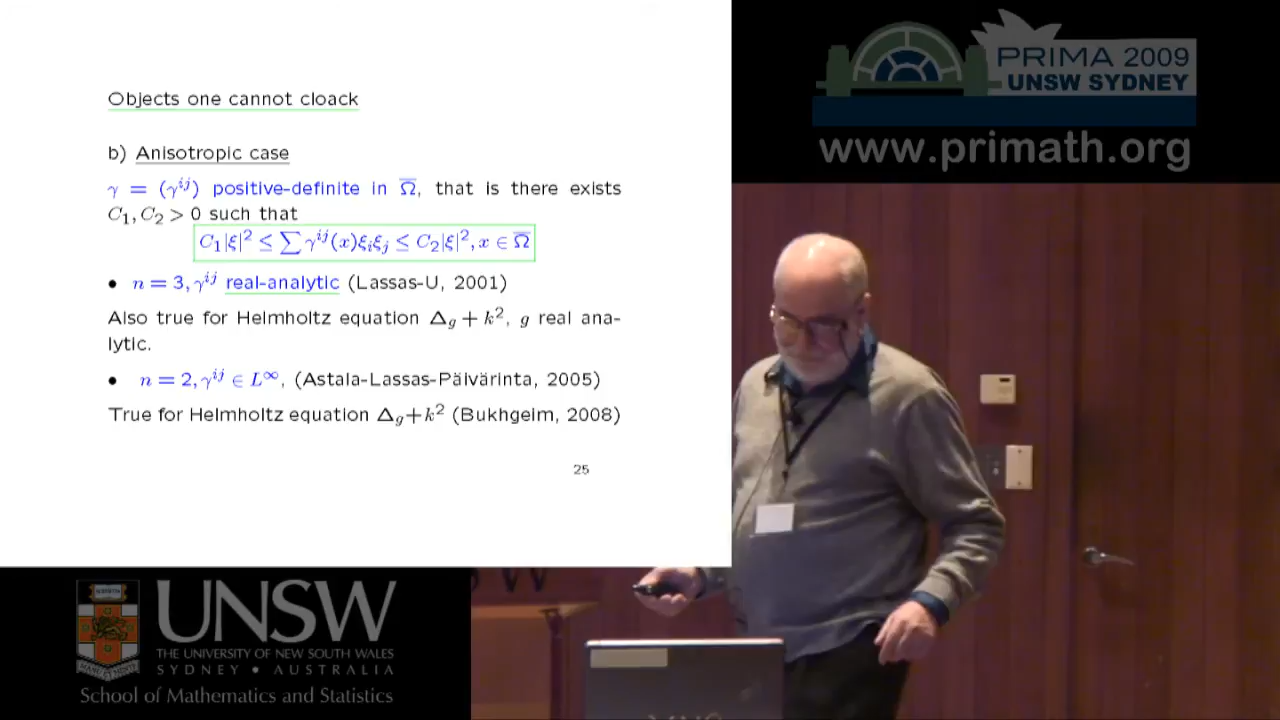 Objects one cannot cloack
b) Anisotropic case
γ = (γ^{ij}) positive-definite in Ω̅, that is there exists
C₁, C₂ > 0 such that
C₁|ξ|² ≤ ∑ γ^{ij}(x)ξ_iξ_j ≤ C₂|ξ|², x ∈ Ω̅
• n = 3, γ^{ij} real-analytic (Lassas-U, 2001)
Also true for Helmholtz equation Δ_g + k², g real ana-
lytic.
• n = 2, γ^{ij} ∈ L^∞, (Astala-Lassas-Päivärinta, 2005)
True for Helmholtz equation Δ_g+k² (Bukhgeim, 2008)
25
PRIMA 2009
UNSW SYDNEY
www.primath.org
UNSW
THE UNIVERSITY OF NEW SOUTH WALES
SYDNEY • AUSTRALIA
School of Mathematics and Statistics